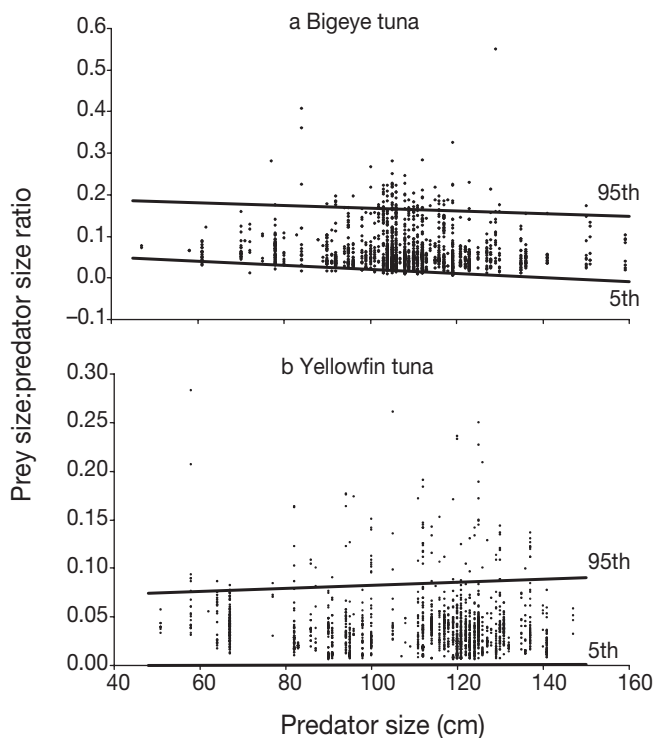 a Bigeye tuna
0.6
0.5
0.4
0.3
0.2
0.1
0.0
–0.1
95th
5th
Prey size:predator size ratio
b Yellowfin tuna
0.30
0.25
0.20
0.15
0.10
0.05
0.00
95th
5th
40 60 80 100 120 140 160
Predator size (cm)